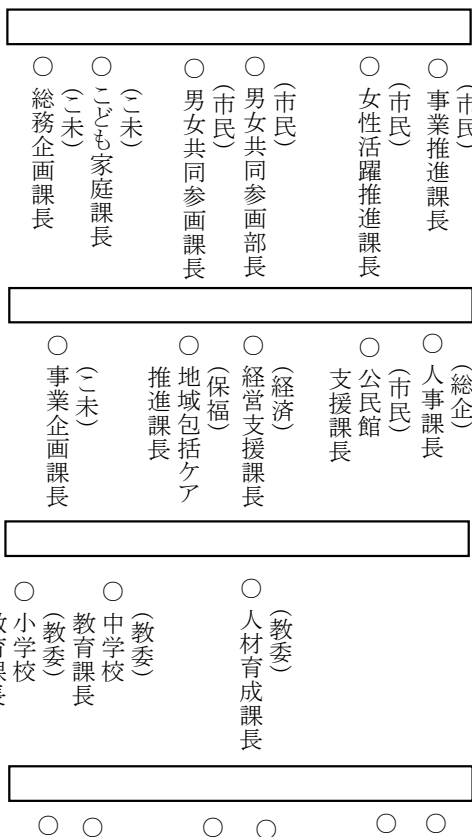 (市民)
○ 事業推進課長
(市民)
○ 女性活躍推進課長
(市民)
○ 男女共同参画部長
(市民)
○ 男女共同参画課長
(こ未)
○ こども家庭課長
(こ未)
○ 総務企画課長
(総企)
○ 人事課長
(市民)
○ 公民館
支援課長
(経済)
○ 経営支援課長
(保福)
○ 地域包括ケア
推進課長
(こ未)
○ 事業企画課長
(教委)
○ 人材育成課長
(教委)
○ 中学校
教育課長
(教委)
○ 小学校
教育課長
○
○
○
○
○
○